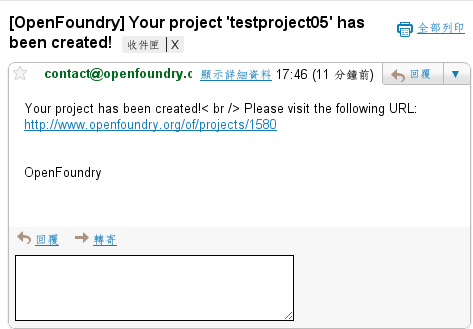 [OpenFoundry] Your project 'testproject05' has
been created! 收件匣 X
全部列印
contact@openfoundry.c 顯示詳細資料 17:46 (11 分鐘前) 回覆
Your project has been created!< br /> Please visit the following URL:
http://www.openfoundry.org/of/projects/1580
OpenFoundry
回覆 轉寄